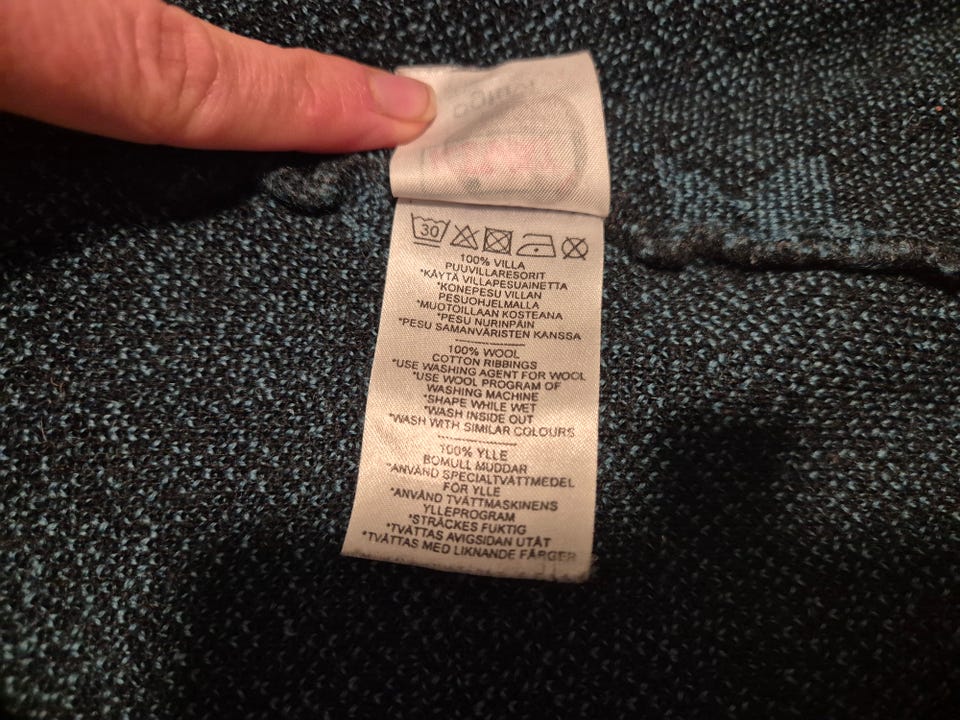 30
100% VILLA
PUUVILLARESORIT
*KÄYTÄ VILLAPESUAINETTA
*KONEPESU VILLAN
PESUOHJELMALLA
*MUOTOILLAAN KOSTEANA
*PESU NURINPÄIN
*PESU SAMANVÄRISTEN KANSSA
100% WOOL
COTTON RIBBINGS
*USE WASHING AGENT FOR WOOL
*USE WOOL PROGRAM OF
WASHING MACHINE
*SHAPE WHILE WET
*WASH INSIDE OUT
*WASH WITH SIMILAR COLOURS
100% YLLE
BOMULL MUDDAR
*ANVÄND SPECIALTVÄTTMEDEL
FÖR YLLE
*ANVÄND TVÄTTMASKINENS
YLLEPROGRAM
*STRÄCKES FUKTIG
*TVÄTTAS AVIGSIDAN UTÅT
*TVÄTTAS MED LIKNANDE FÄRGER